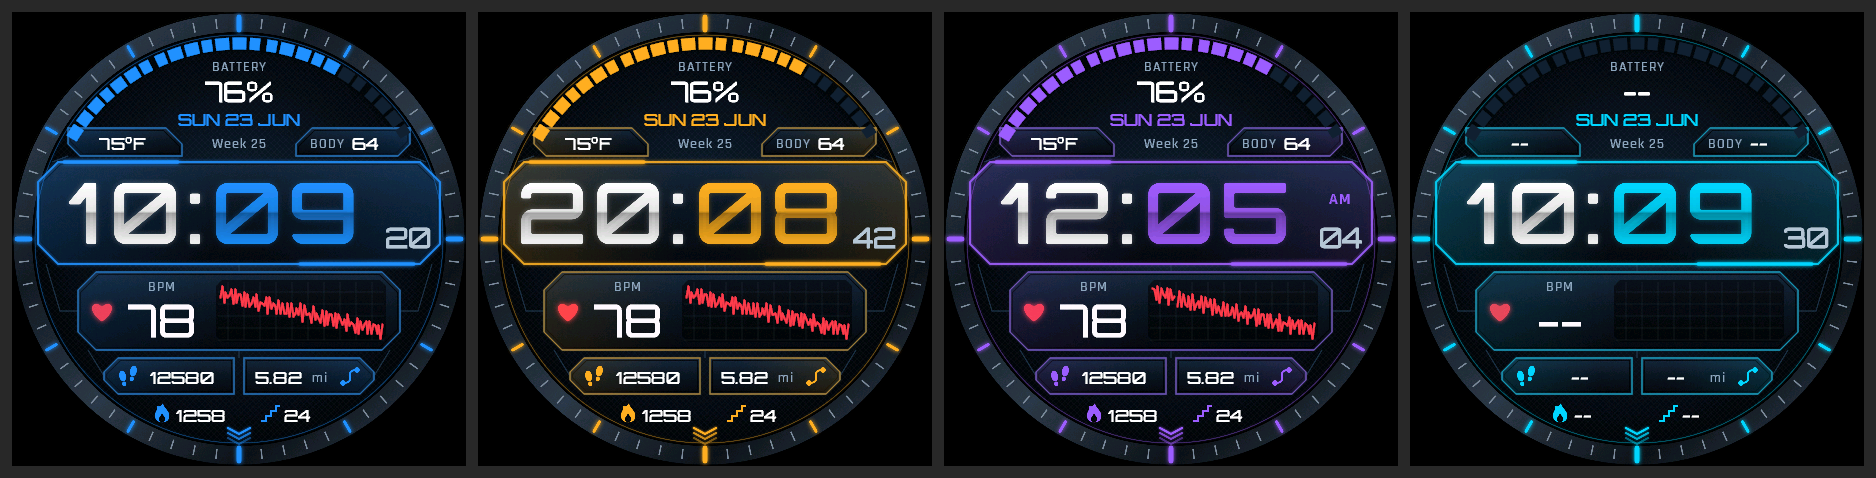 BATTERY
76%
SUN 23 JUN
75°F
Week 25
BODY 64
10:09
20
BPM
78
12580
5.82 mi
1258
24
BATTERY
76%
SUN 23 JUN
75°F
Week 25
BODY 64
20:08
42
BPM
78
12580
5.82 mi
1258
24
BATTERY
76%
SUN 23 JUN
75°F
Week 25
BODY 64
12:05
AM
04
BPM
78
12580
5.82 mi
1258
24
BATTERY
--
SUN 23 JUN
--
Week 25
BODY --
10:09
30
BPM
--
--
-- mi
--
--